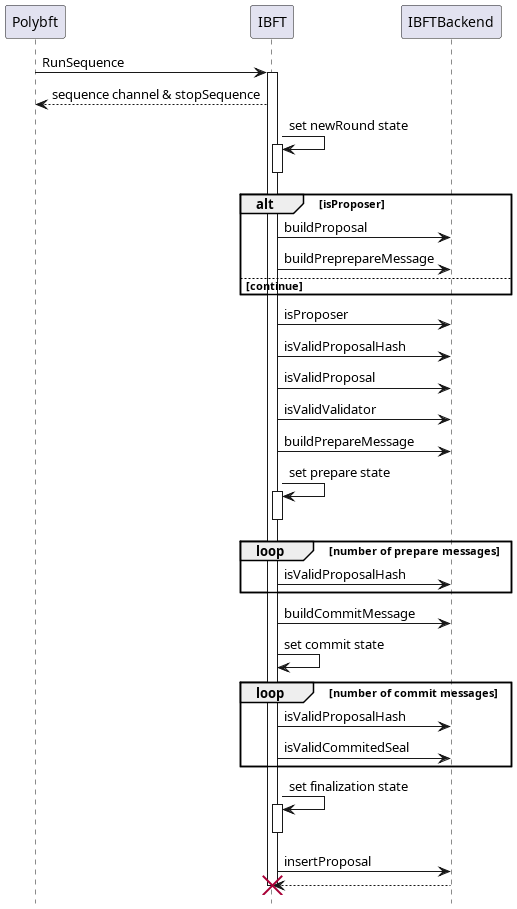 Polybft
IBFT
IBFTBackend
RunSequence
sequence channel & stopSequence
set newRound state
alt
[isProposer]
buildProposal
buildPreprepareMessage
[continue]
isProposer
isValidProposalHash
isValidProposal
isValidValidator
buildPrepareMessage
set prepare state
loop
[number of prepare messages]
isValidProposalHash
buildCommitMessage
set commit state
loop
[number of commit messages]
isValidProposalHash
isValidCommitedSeal
set finalization state
insertProposal